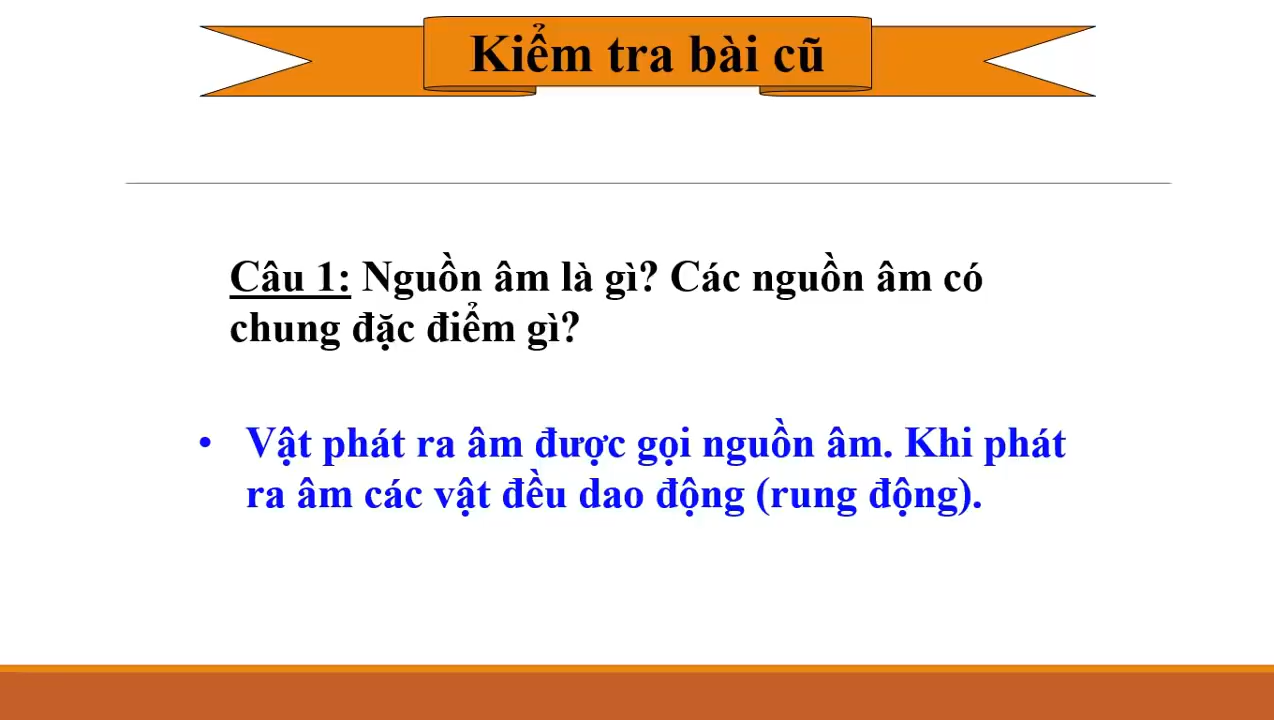 Kiểm tra bài cũ
Câu 1: Nguồn âm là gì? Các nguồn âm có
chung đặc điểm gì?
• Vật phát ra âm được gọi nguồn âm. Khi phát
ra âm các vật đều dao động (rung động).